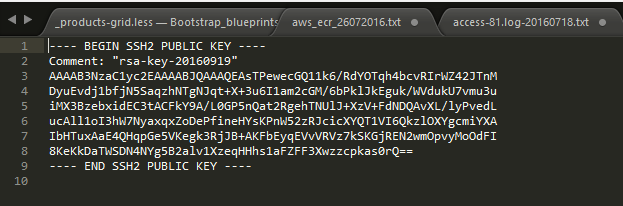 _products-grid.less — Bootstrap_blueprints
aws_ecr_26072016.txt
access-81.log-20160718.txt
1 ---- BEGIN SSH2 PUBLIC KEY ----
2 Comment: "rsa-key-20160919"
3 AAAAB3NzaC1yc2EAAAABJQAAAQEAsTPewecGQ11k6/RdYOTqh4bcvRIrWZ42JTnM
4 DyuEvdj1bfjN5SaqzhNTgNJqt+X+3u6I1am2cGM/6bPklJkEguk/WVdukU7vmu3u
5 iMX3BzebxidEC3tACFkY9A/L0GP5nQat2RgehTNUlJ+XzV+FdNDQAvXL/lyPvedL
6 ucAll1oI3hW7NyaxqxZoDePfineHYsKPnW52zRJcicXYQT1VI6QkzlOXYgcmiYXA
7 IbHTuxAaE4QHqpGe5VKegk3RjJB+AKFbEyqEVvVRVz7kSKGjREN2wmOpvyMoOdFI
8 8KeKkDaTWSDN4NYg5B2alv1XzeqHHhs1aFZFF3Xwzzcpkas0rQ==
9 ---- END SSH2 PUBLIC KEY ----
10